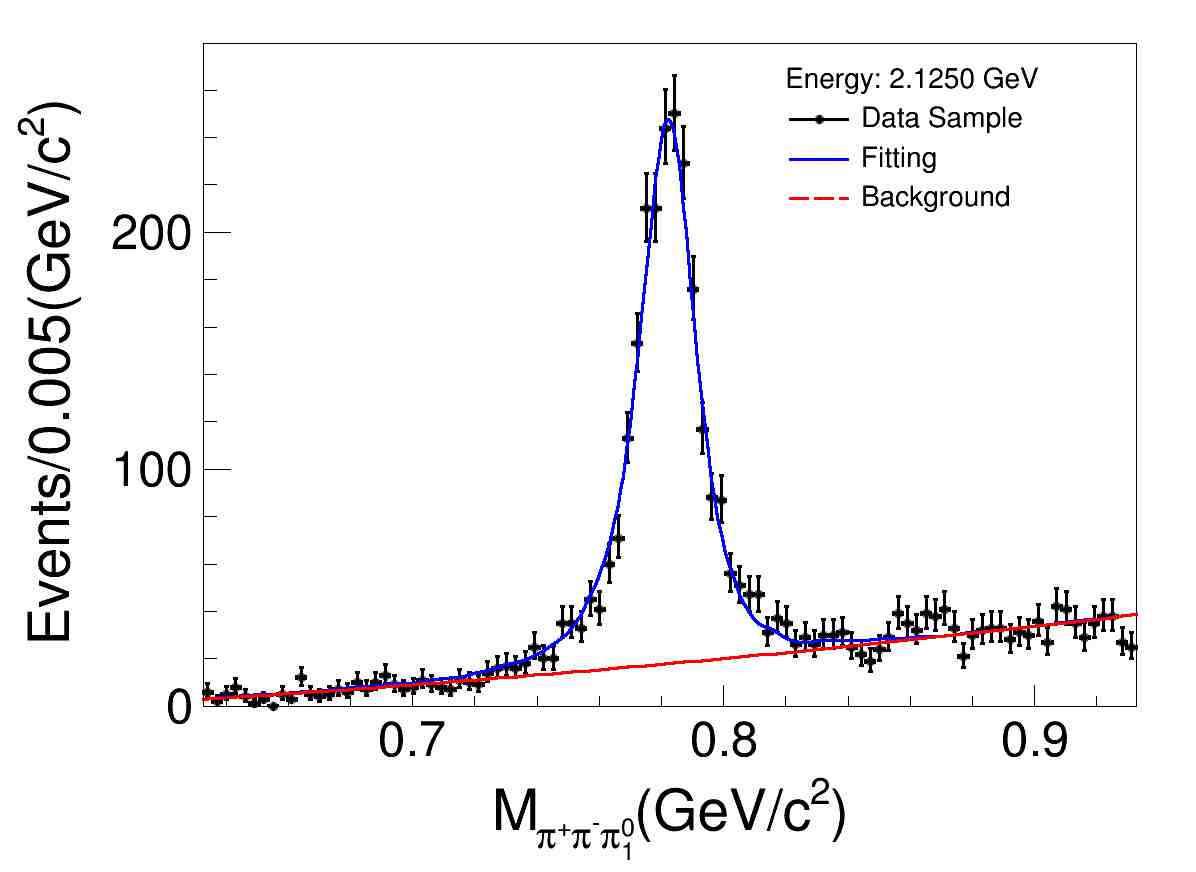 Energy: 2.1250 GeV
Data Sample
Fitting
Background
Events/0.005(GeV/c²)
200
100
0
0.7 0.8 0.9
M_{π⁺π⁻π⁰₁}(GeV/c²)